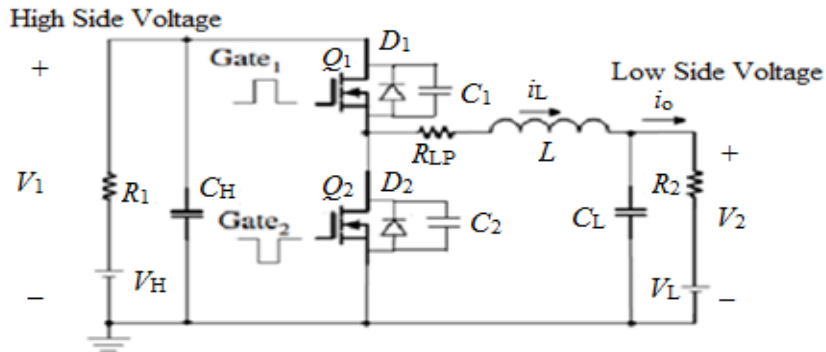 High Side Voltage
+
V1
−
R1
VH
CH
Gate1
Q1
D1
C1
RLP
iL
L
Gate2
Q2
D2
C2
Low Side Voltage
io
CL
R2
VL
+
V2
−